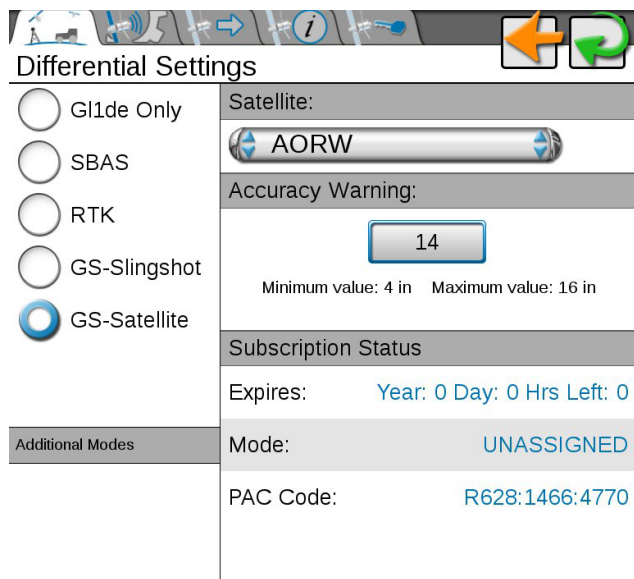 Differential Settings
Gl1de Only
SBAS
RTK
GS-Slingshot
GS-Satellite
Additional Modes
Satellite:
AORW
Accuracy Warning:
14
Minimum value: 4 in Maximum value: 16 in
Subscription Status
Expires: Year: 0 Day: 0 Hrs Left: 0
Mode: UNASSIGNED
PAC Code: R628:1466:4770